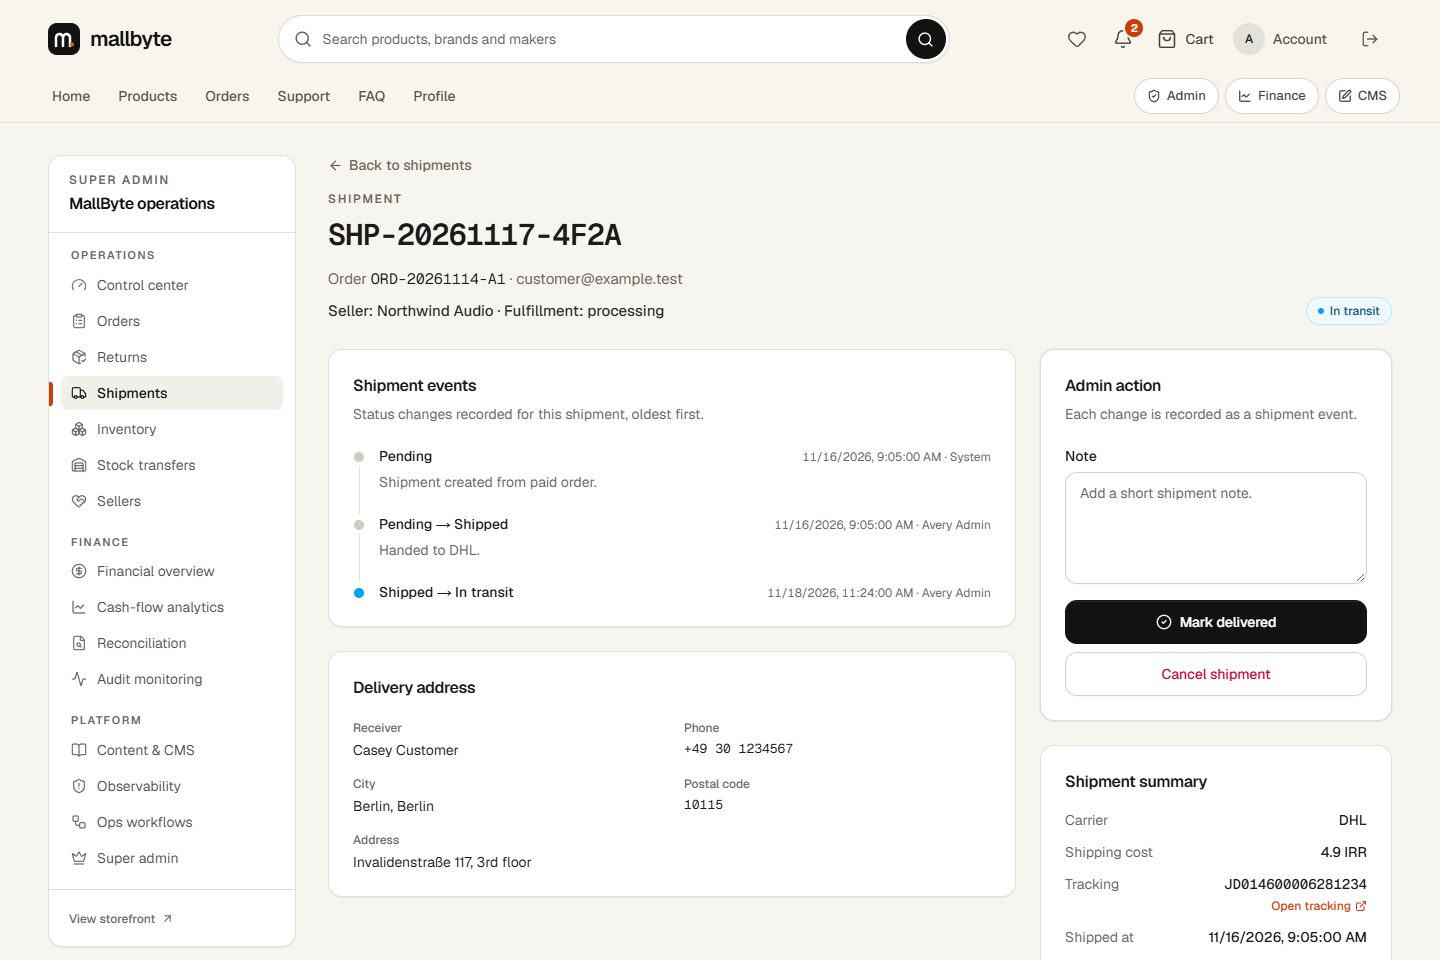 mallbyte
Search products, brands and makers
2
Cart
A
Account
Home
Products
Orders
Support
FAQ
Profile
Admin
Finance
CMS
SUPER ADMIN
MallByte operations
OPERATIONS
Control center
Orders
Returns
Shipments
Inventory
Stock transfers
Sellers
FINANCE
Financial overview
Cash-flow analytics
Reconciliation
Audit monitoring
PLATFORM
Content & CMS
Observability
Ops workflows
Super admin
View storefront
Back to shipments
SHIPMENT
SHP-20261117-4F2A
Order ORD-20261114-A1 · customer@example.test
Seller: Northwind Audio · Fulfillment: processing
In transit
Shipment events
Status changes recorded for this shipment, oldest first.
Pending
11/16/2026, 9:05:00 AM · System
Shipment created from paid order.
Pending → Shipped
11/16/2026, 9:05:00 AM · Avery Admin
Handed to DHL.
Shipped → In transit
11/18/2026, 11:24:00 AM · Avery Admin
Delivery address
Receiver
Casey Customer
Phone
+49 30 1234567
City
Berlin, Berlin
Postal code
10115
Address
Invalidenstraße 117, 3rd floor
Admin action
Each change is recorded as a shipment event.
Note
Add a short shipment note.
Mark delivered
Cancel shipment
Shipment summary
Carrier
DHL
Shipping cost
4.9 IRR
Tracking
JD014600006281234
Open tracking
Shipped at
11/16/2026, 9:05:00 AM